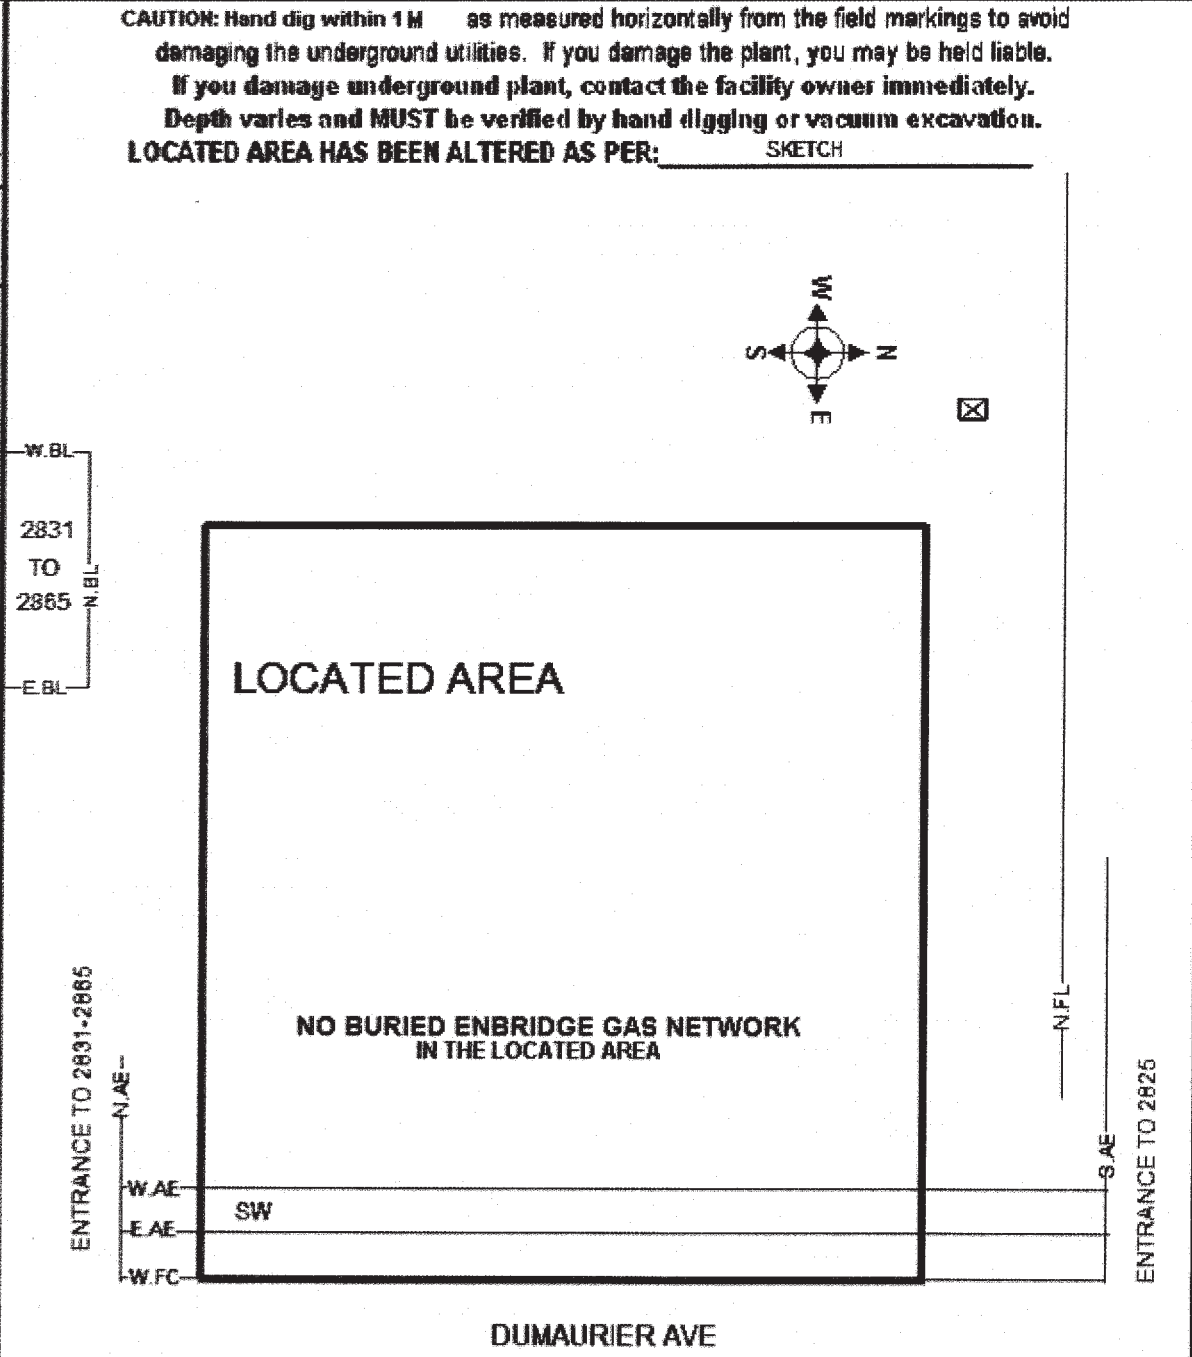 CAUTION: Hand dig within 1 M as measured horizontally from the field markings to avoid
damaging the underground utilities. If you damage the plant, you may be held liable.
If you damage underground plant, contact the facility owner immediately.
Depth varies and MUST be verified by hand digging or vacuum excavation.
LOCATED AREA HAS BEEN ALTERED AS PER: SKETCH
W
S
N
E
W.BL
2831
TO
2865
N.BL
E.BL
LOCATED AREA
NO BURIED ENBRIDGE GAS NETWORK
IN THE LOCATED AREA
ENTRANCE TO 2831-2865
N.AE
N.FL
S.AE
ENTRANCE TO 2825
W.AE
SW
E.AE
W.FC
DUMAURIER AVE